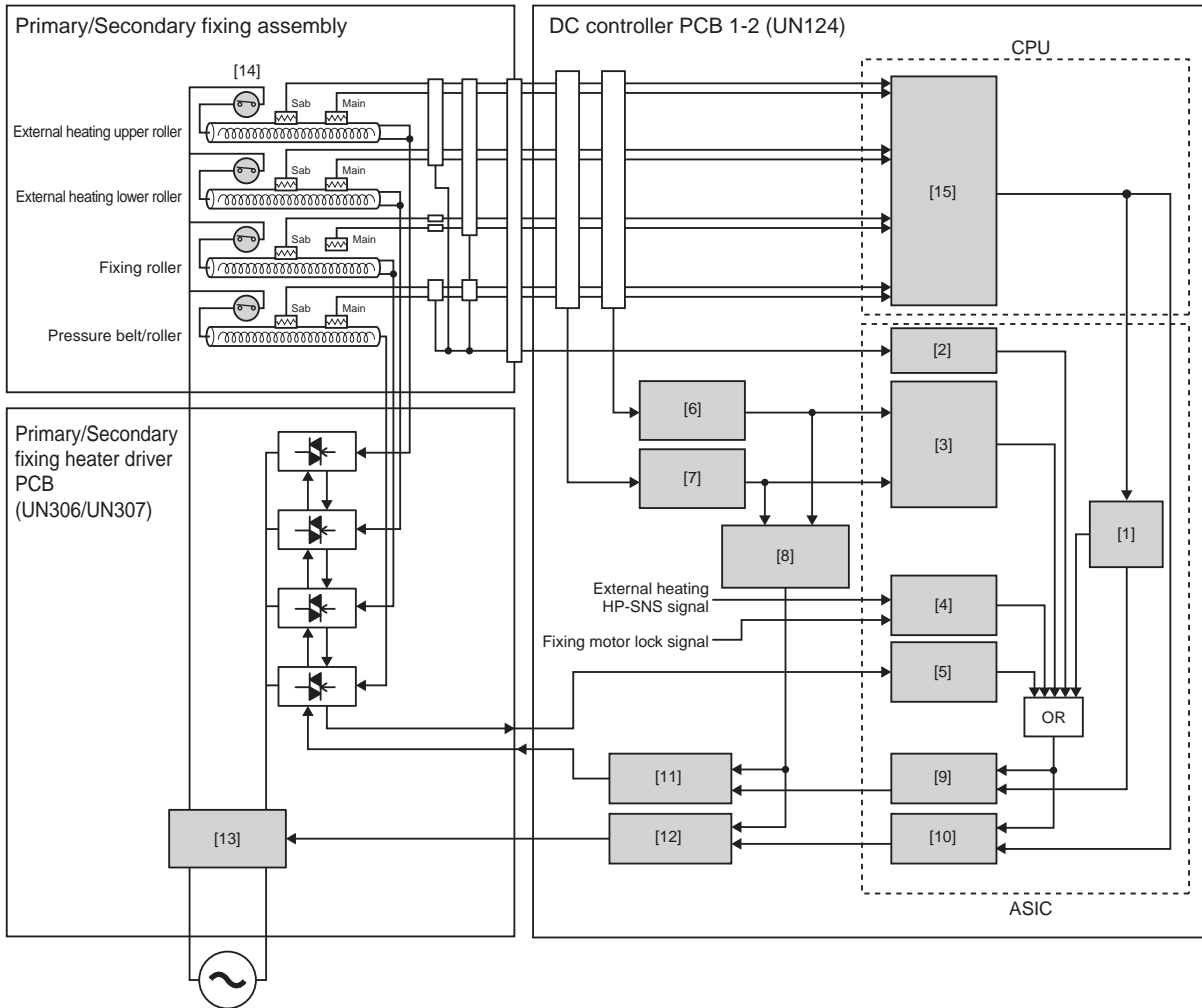 Primary/Secondary fixing assembly
DC controller PCB 1-2 (UN124)
CPU
[14]
Sab
Main
External heating upper roller
Sab
Main
External heating lower roller
[15]
Sab
Main
Fixing roller
Sab
Main
Pressure belt/roller
[2]
[6]
[3]
Primary/Secondary
fixing heater driver
PCB
(UN306/UN307)
[7]
[1]
[8]
External heating
HP-SNS signal
[4]
Fixing motor lock signal
[5]
OR
[11]
[9]
[13]
[12]
[10]
ASIC